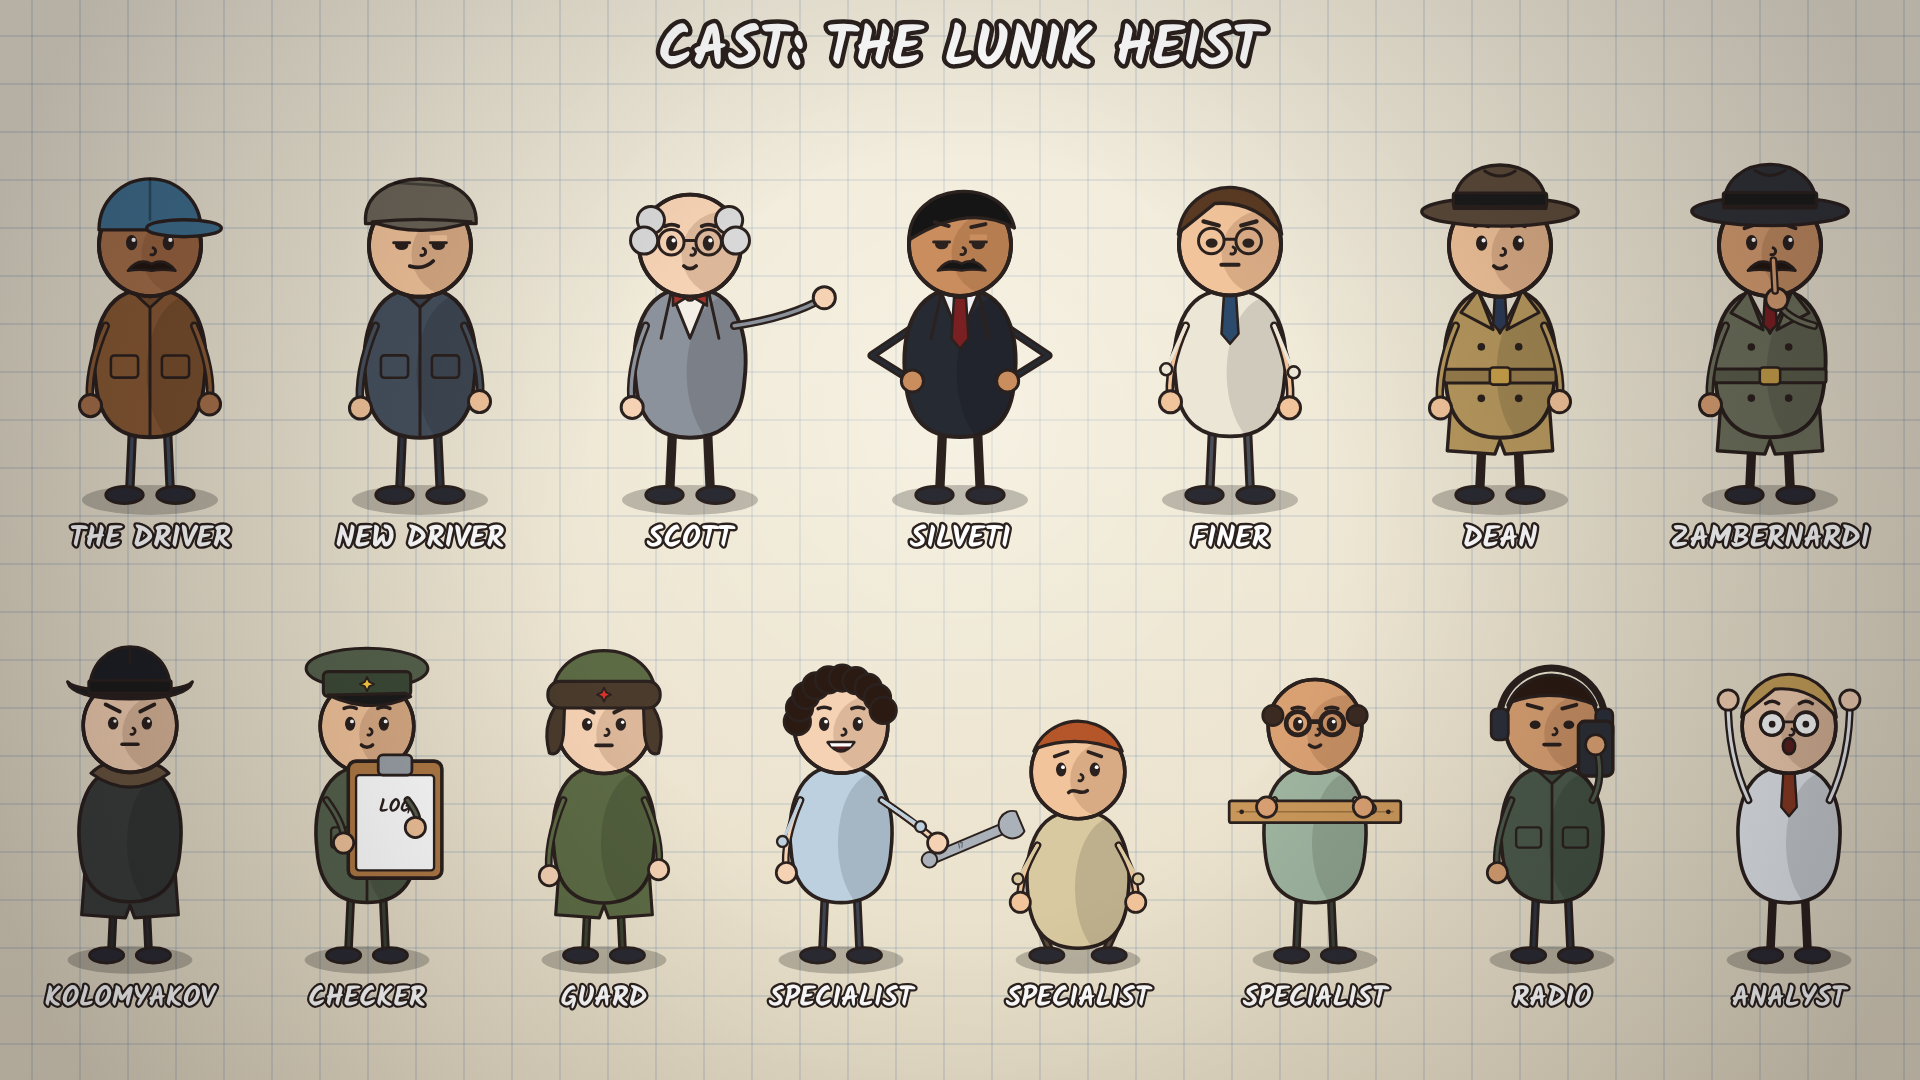 CAST: THE LUNIK HEIST
THE DRIVER
NEW DRIVER
SCOTT
SILVETI
FINER
DEAN
ZAMBERNARDI
LOG
KOLOMYAKOV
CHECKER
GUARD
SPECIALIST
SPECIALIST
SPECIALIST
RADIO
ANALYST